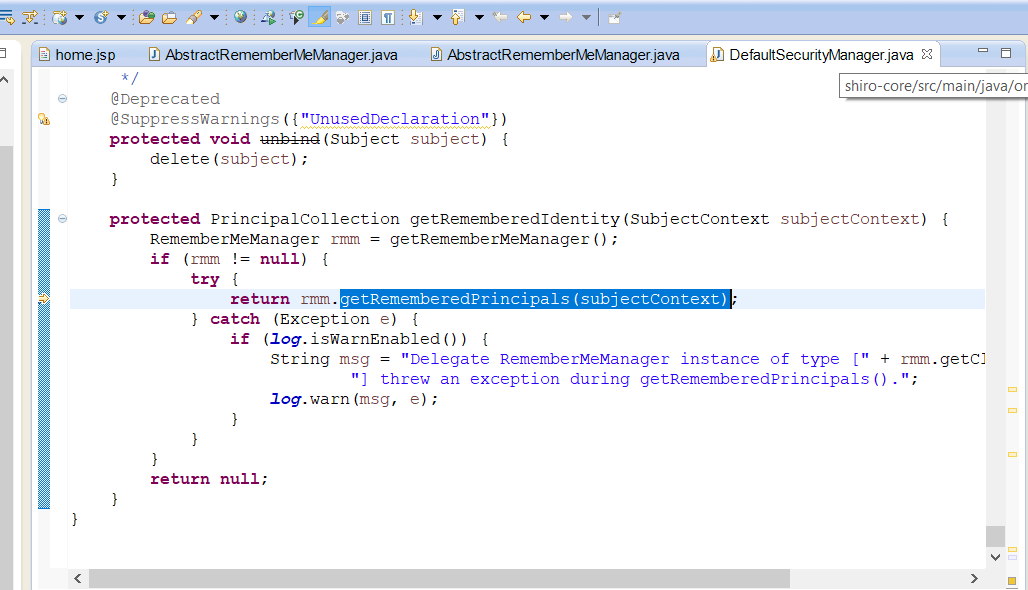 home.jsp AbstractRememberMeManager.java AbstractRememberMeManager.java DefaultSecurityManager.java
shiro-core/src/main/java/or
*/
@Deprecated
@SuppressWarnings({"UnusedDeclaration"})
protected void unbind(Subject subject) {
delete(subject);
}
protected PrincipalCollection getRememberedIdentity(SubjectContext subjectContext) {
RememberMeManager rmm = getRememberMeManager();
if (rmm != null) {
try {
return rmm.getRememberedPrincipals(subjectContext);
} catch (Exception e) {
if (log.isWarnEnabled()) {
String msg = "Delegate RememberMeManager instance of type [" + rmm.getCl
"] threw an exception during getRememberedPrincipals().";
log.warn(msg, e);
}
}
}
return null;
}
}